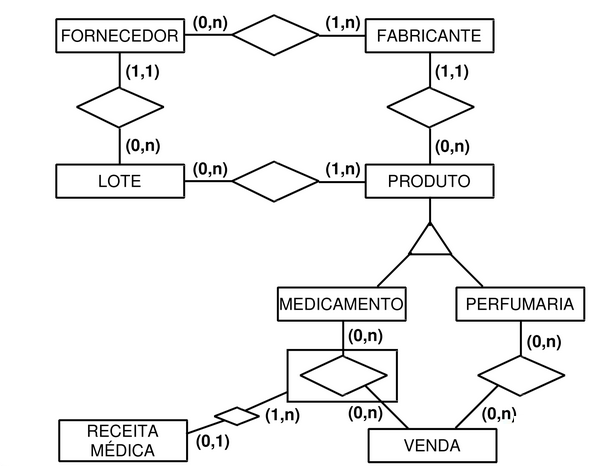 (0,n) (1,n)
FORNECEDOR FABRICANTE
(1,1) (1,1)
(0,n) (0,n)
(0,n) (1,n)
LOTE PRODUTO
MEDICAMENTO PERFUMARIA
(0,n) (0,n)
(1,n) (0,n) (0,n)
RECEITA
MÉDICA
(0,1)
VENDA